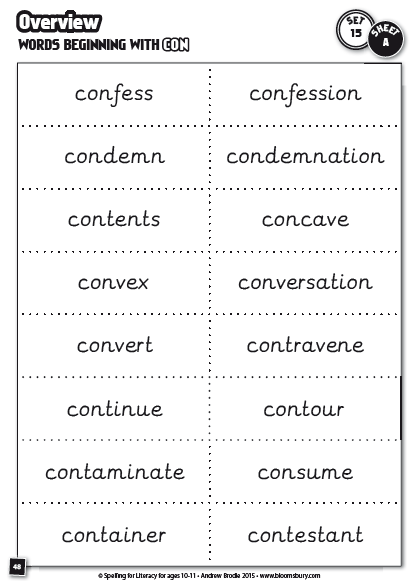 Overview
WORDS BEGINNING WITH CON
SET
15
SHEET
A
confess confession
condemn condemnation
contents concave
convex conversation
convert contravene
continue contour
contaminate consume
container contestant
48
© Spelling for Literacy for ages 10-11 • Andrew Brodie 2015 • www.bloomsbury.com